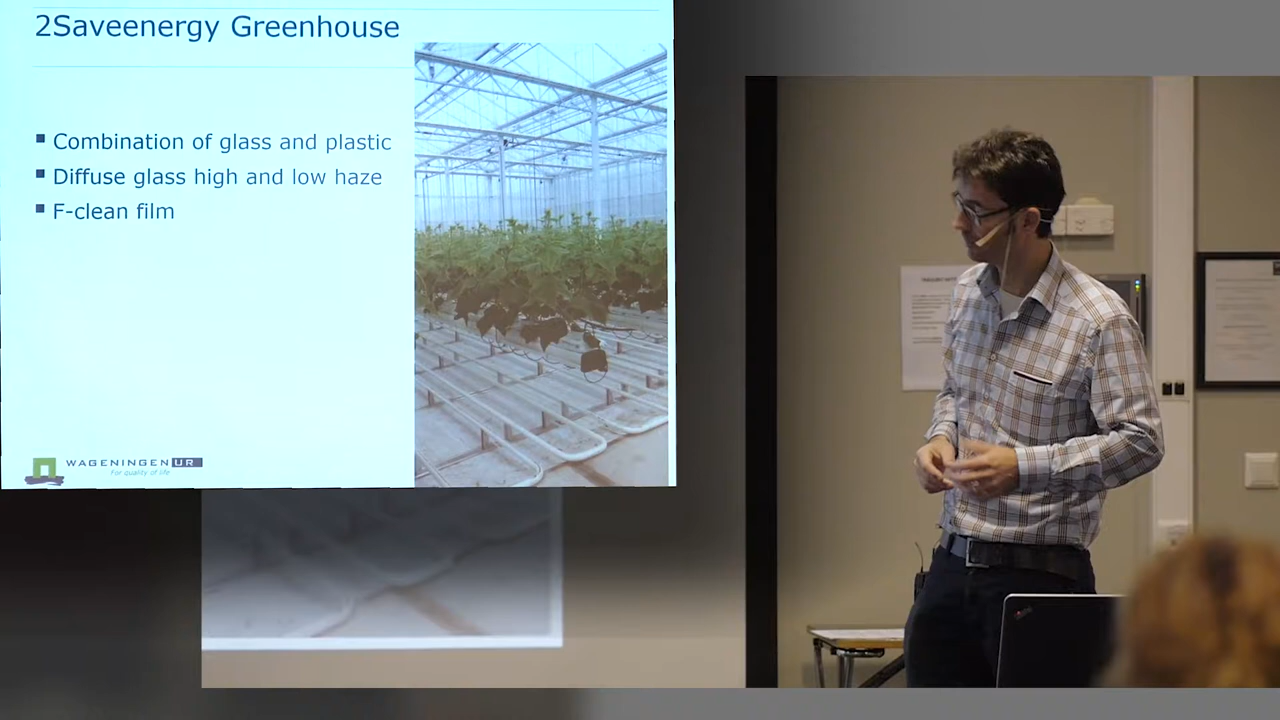 2Saveenergy Greenhouse
Combination of glass and plastic
Diffuse glass high and low haze
F-clean film
WAGENINGEN UR
For quality of life